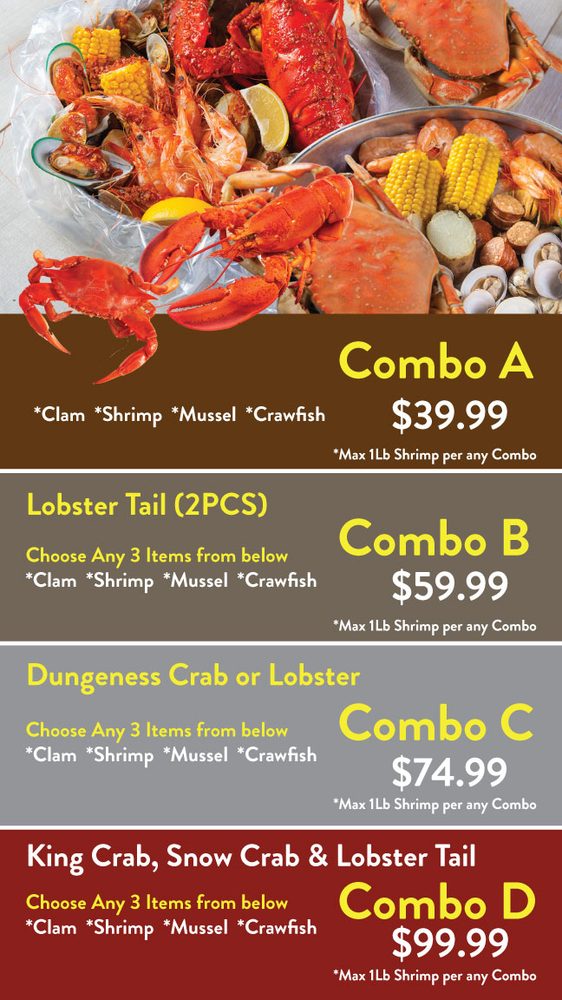 Combo A
*Clam *Shrimp *Mussel *Crawfish
$39.99
*Max 1Lb Shrimp per any Combo
Lobster Tail (2PCS)
Combo B
Choose Any 3 Items from below
*Clam *Shrimp *Mussel *Crawfish
$59.99
*Max 1Lb Shrimp per any Combo
Dungeness Crab or Lobster
Combo C
Choose Any 3 Items from below
*Clam *Shrimp *Mussel *Crawfish
$74.99
*Max 1Lb Shrimp per any Combo
King Crab, Snow Crab & Lobster Tail
Combo D
Choose Any 3 Items from below
*Clam *Shrimp *Mussel *Crawfish
$99.99
*Max 1Lb Shrimp per any Combo